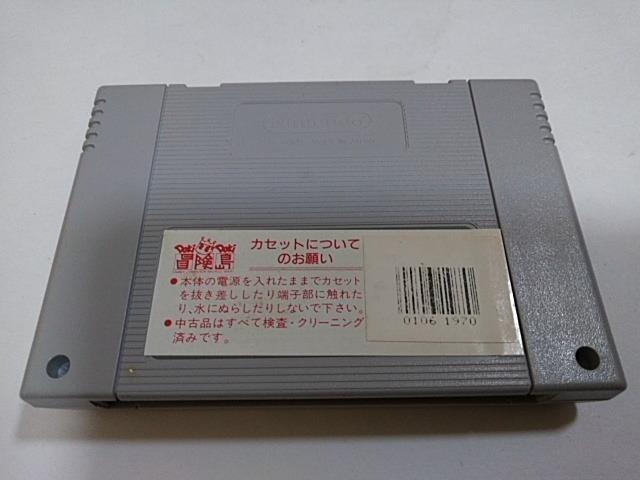 Nintendo
冒険島
カセットについて
のお願い
●本体の電源を入れたままでカセット
を抜き差ししたり端子部に触れた
り、水にぬらしだりしないで下さい。
●中古品はすべて検査・クリーニング
済みです。
0106 1970